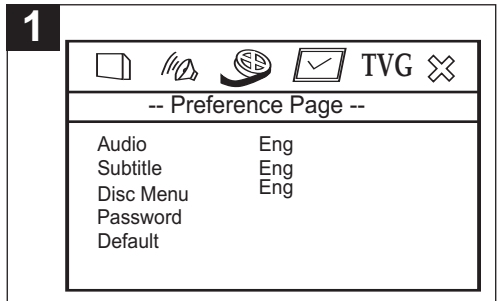 1
TVG
-- Preference Page --
Audio Eng
Subtitle Eng
Disc Menu Eng
Password
Default